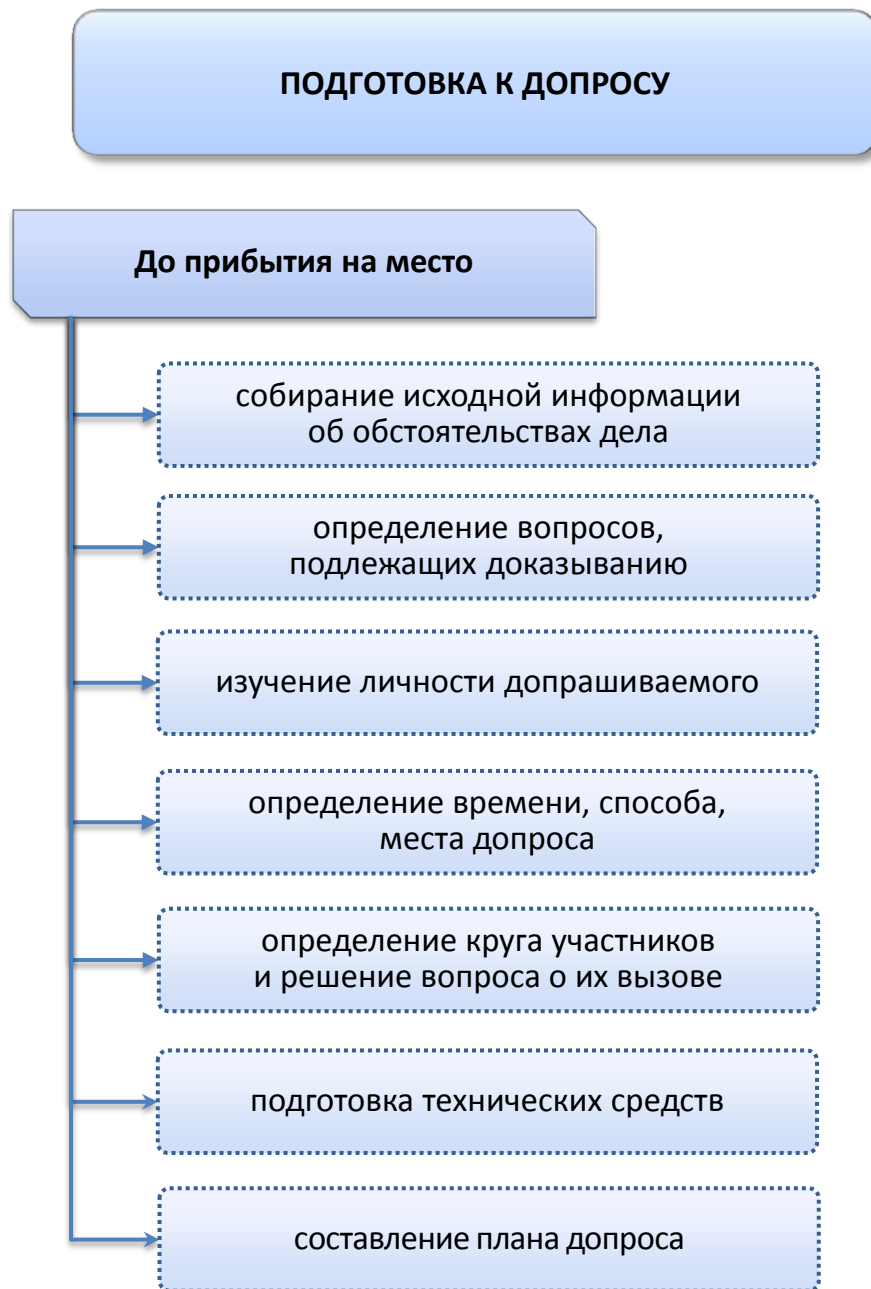 ПОДГОТОВКА К ДОПРОСУ
До прибытия на место
собирание исходной информации
об обстоятельствах дела
определение вопросов,
подлежащих доказыванию
изучение личности допрашиваемого
определение времени, способа,
места допроса
определение круга участников
и решение вопроса о их вызове
подготовка технических средств
составление плана допроса